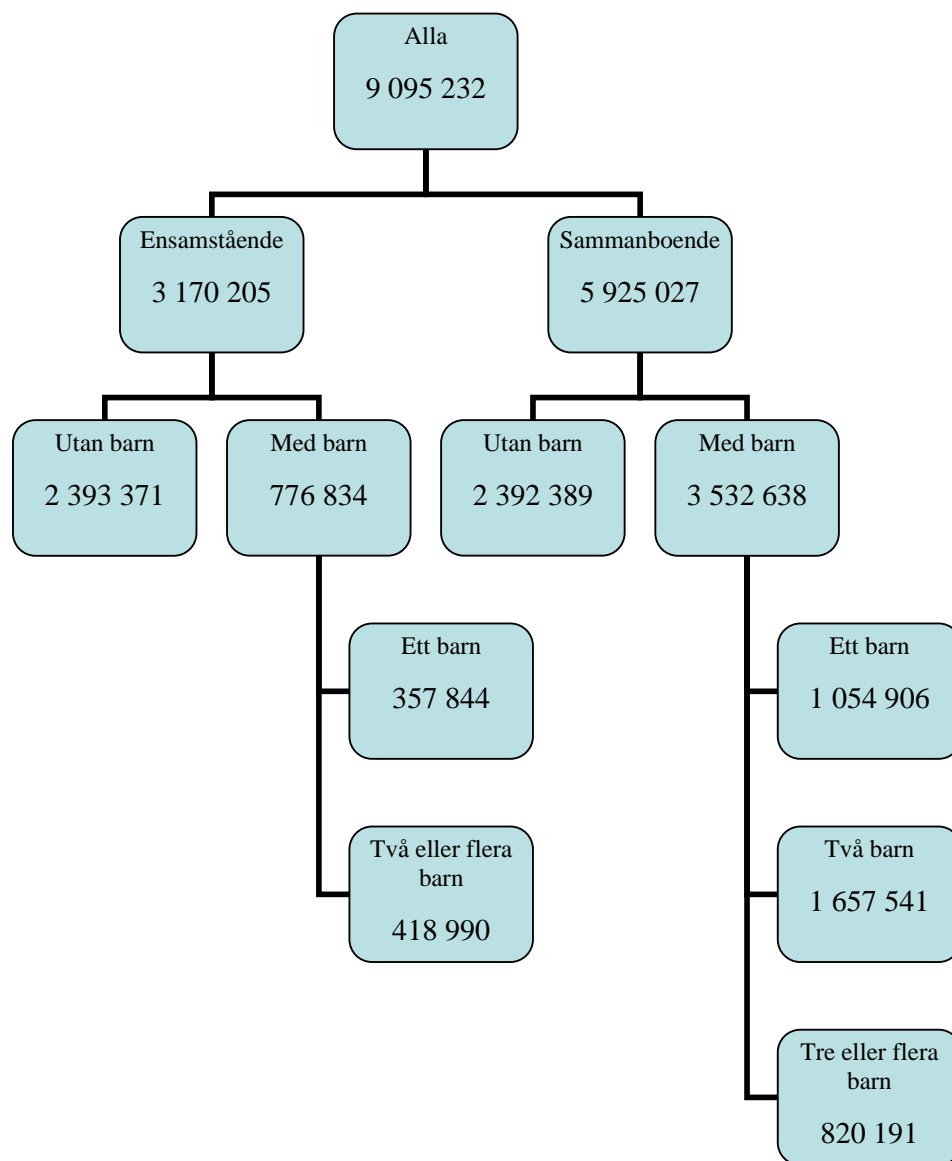 Alla
9 095 232
Ensamstående
3 170 205
Sammanboende
5 925 027
Utan barn
2 393 371
Med barn
776 834
Utan barn
2 392 389
Med barn
3 532 638
Ett barn
357 844
Ett barn
1 054 906
Två eller flera
barn
418 990
Två barn
1 657 541
Tre eller flera
barn
820 191